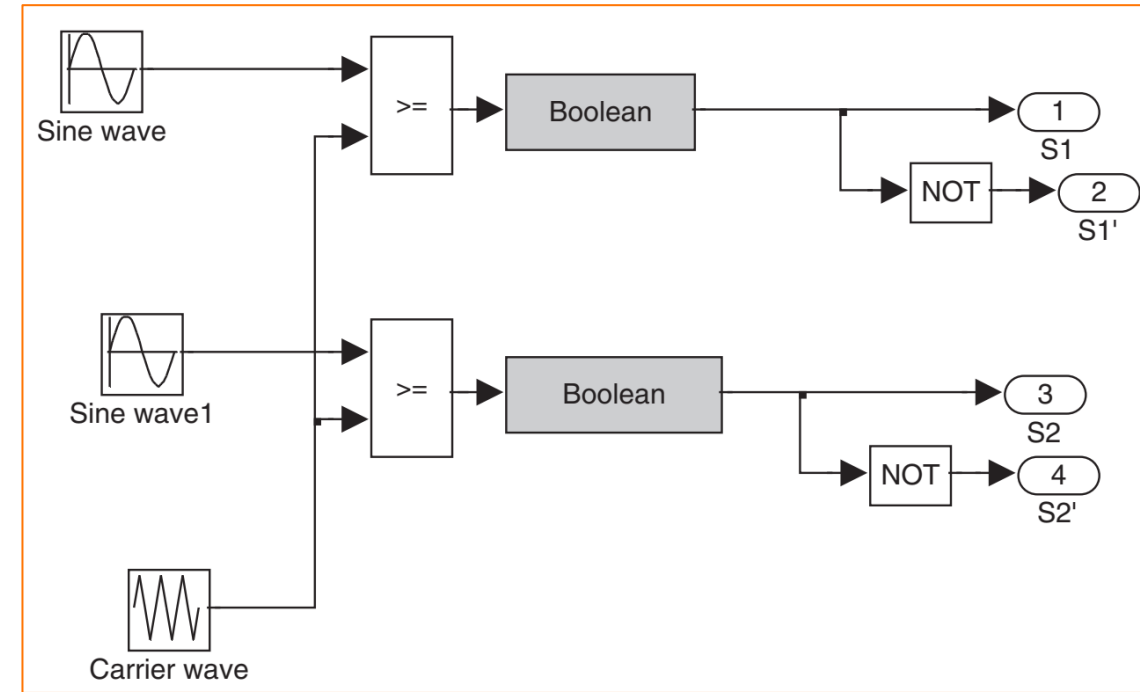 Sine wave
>=
Boolean
1
S1
NOT
2
S1'
Sine wave1
>=
Boolean
3
S2
NOT
4
S2'
Carrier wave